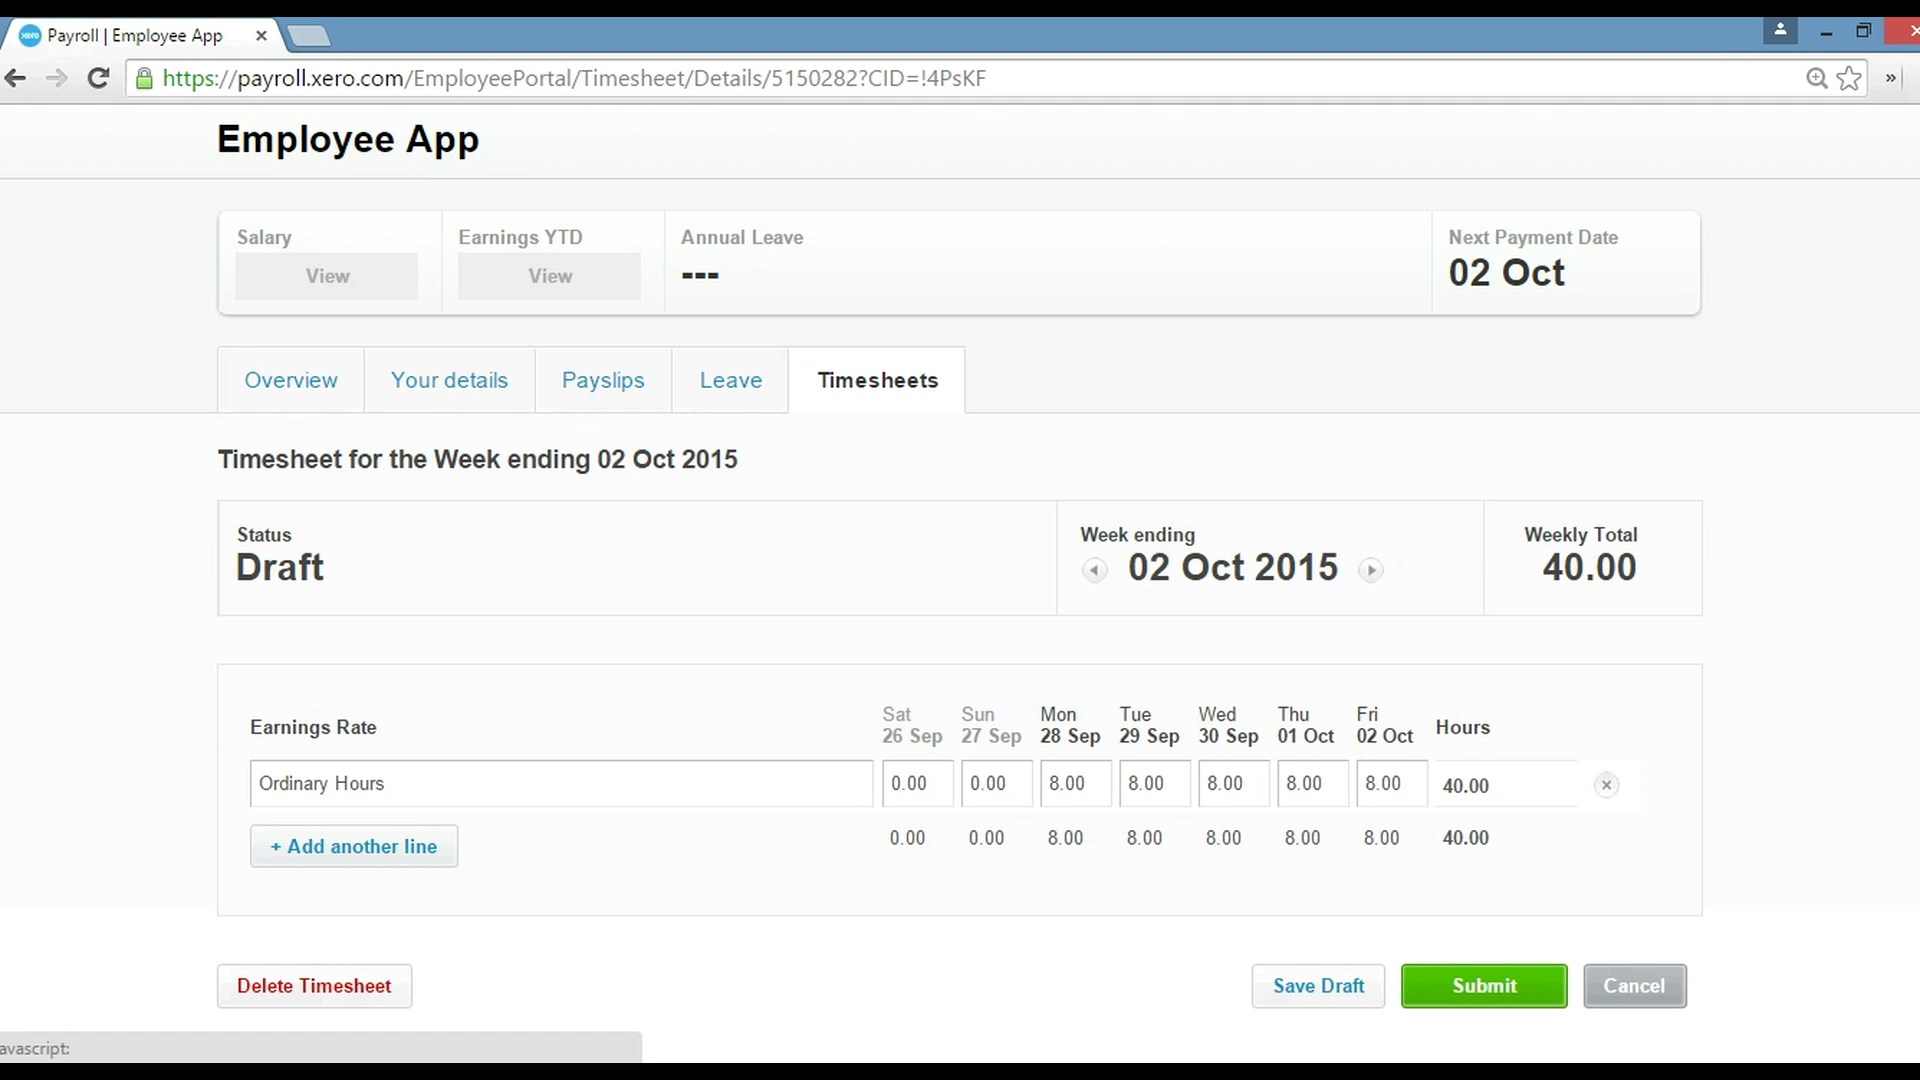 xero Payroll | Employee App
https://payroll.xero.com/EmployeePortal/Timesheet/Details/5150282?CID=!4PsKF
Employee App
Salary Earnings YTD Annual Leave Next Payment Date
View View --- 02 Oct
Overview Your details Payslips Leave Timesheets
Timesheet for the Week ending 02 Oct 2015
Status Week ending Weekly Total
Draft 02 Oct 2015 40.00
Sat Sun Mon Tue Wed Thu Fri
Earnings Rate 26 Sep 27 Sep 28 Sep 29 Sep 30 Sep 01 Oct 02 Oct Hours
Ordinary Hours 0.00 0.00 8.00 8.00 8.00 8.00 8.00 40.00
+ Add another line 0.00 0.00 8.00 8.00 8.00 8.00 8.00 40.00
Delete Timesheet Save Draft Submit Cancel
avascript: